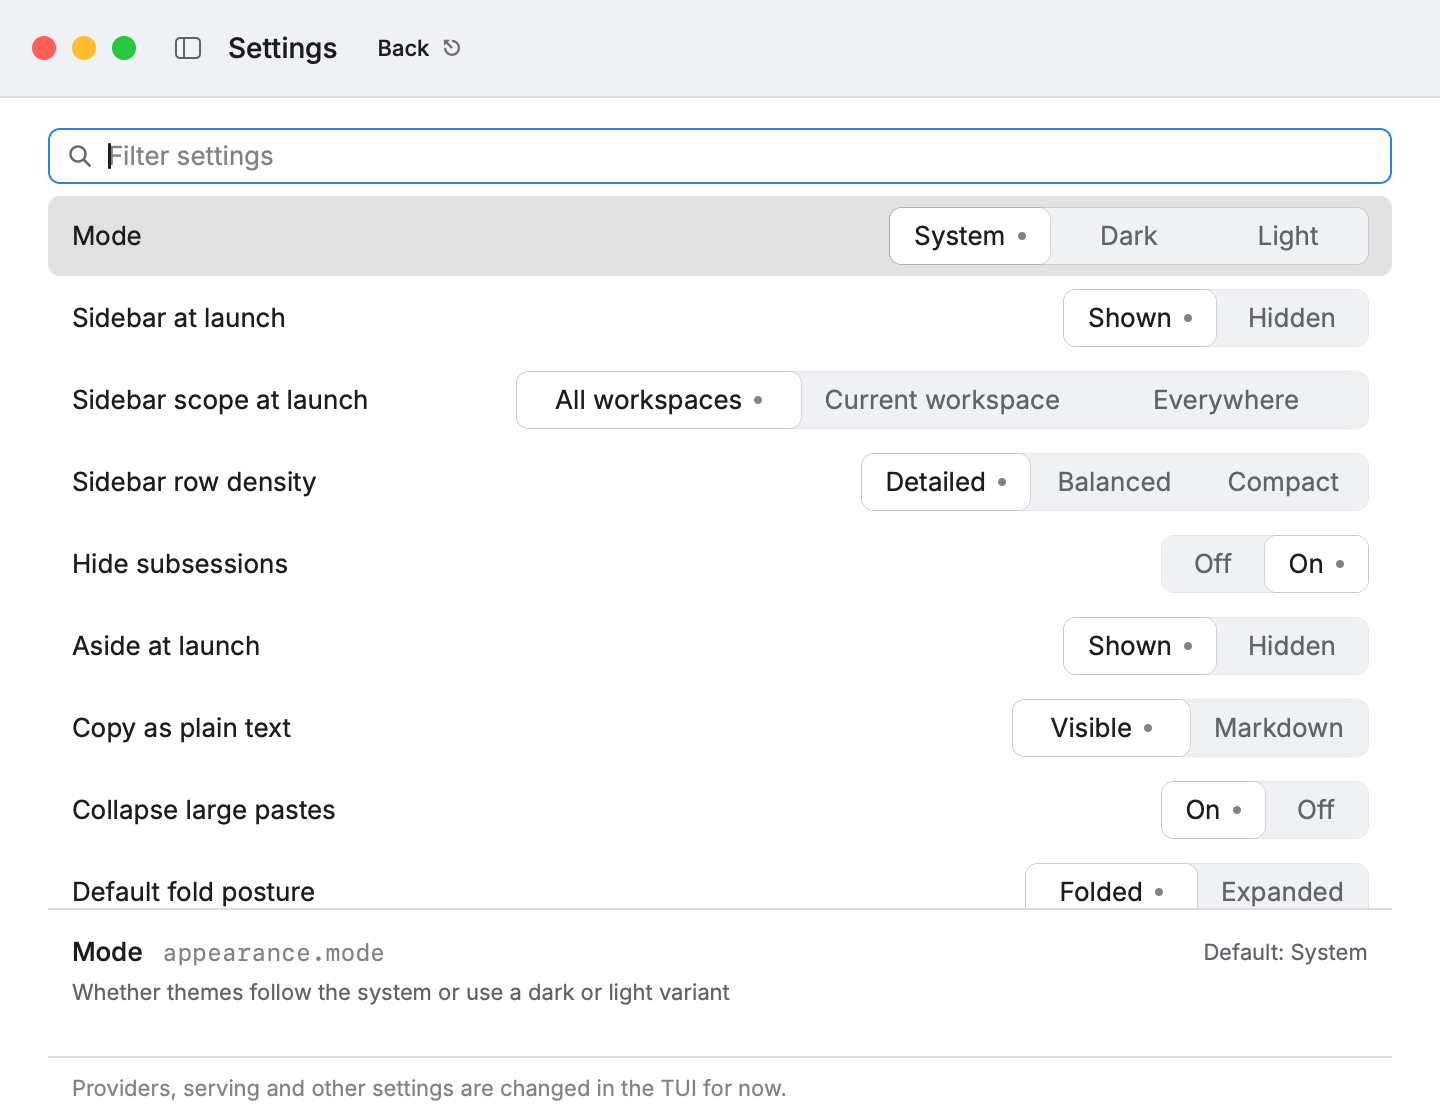 Settings Back
Filter settings
Mode System Dark Light
Sidebar at launch Shown Hidden
Sidebar scope at launch All workspaces Current workspace Everywhere
Sidebar row density Detailed Balanced Compact
Hide subsessions Off On
Aside at launch Shown Hidden
Copy as plain text Visible Markdown
Collapse large pastes On Off
Default fold posture Folded Expanded
Mode appearance.mode Default: System
Whether themes follow the system or use a dark or light variant
Providers, serving and other settings are changed in the TUI for now.